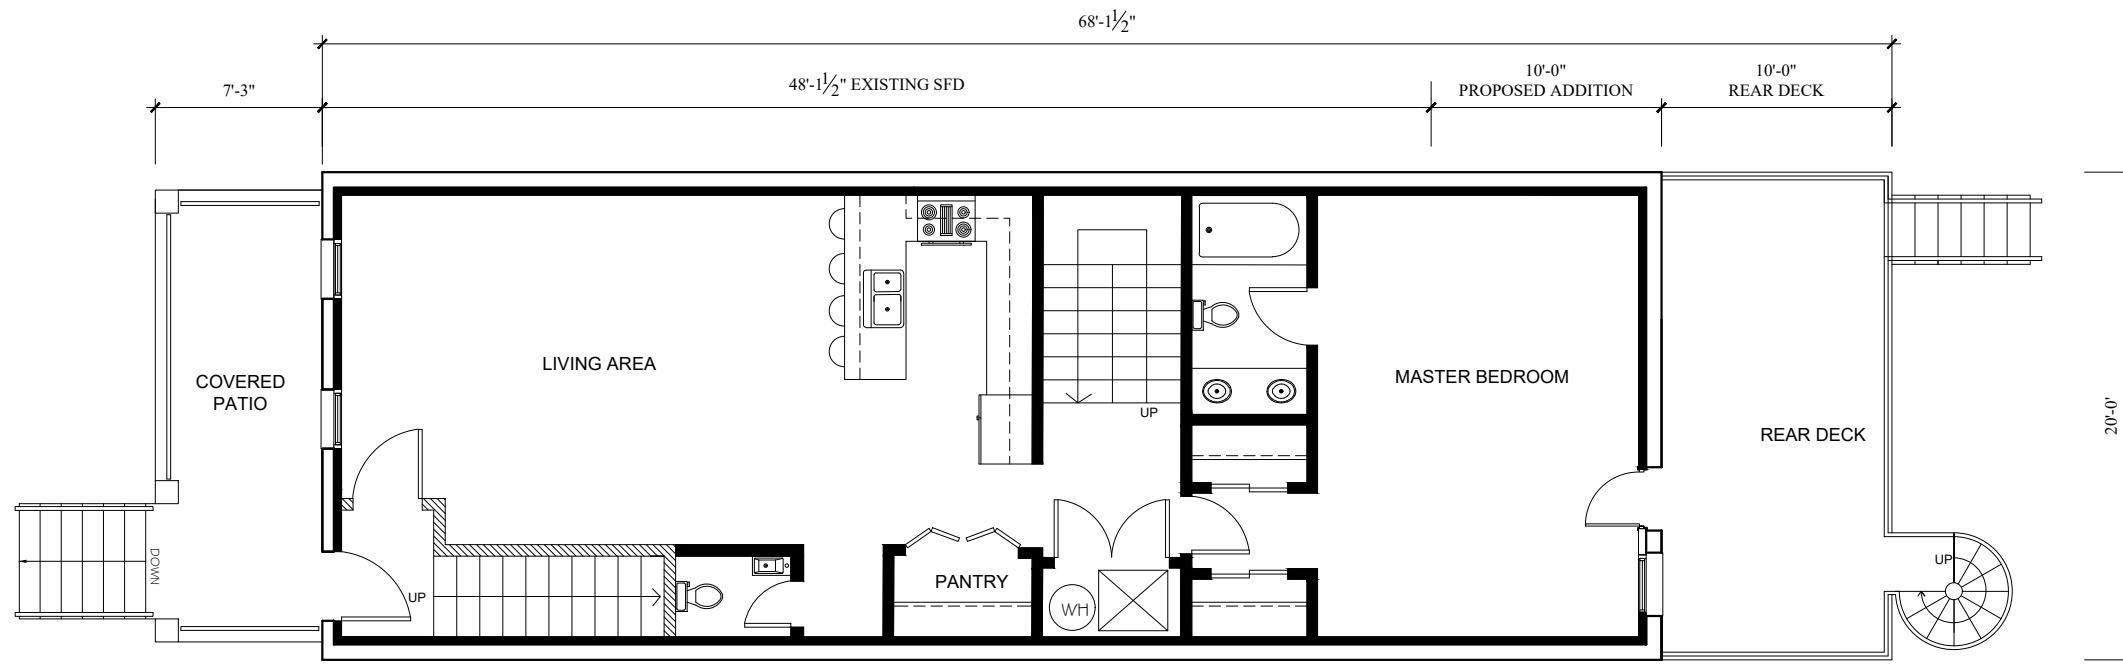 68'-1½"
7'-3"
48'-1½" EXISTING SFD
10'-0"
PROPOSED ADDITION
10'-0"
REAR DECK
LIVING AREA
COVERED
PATIO
MASTER BEDROOM
UP
REAR DECK
20'-0'
DOWN
UP
PANTRY
WH
UP